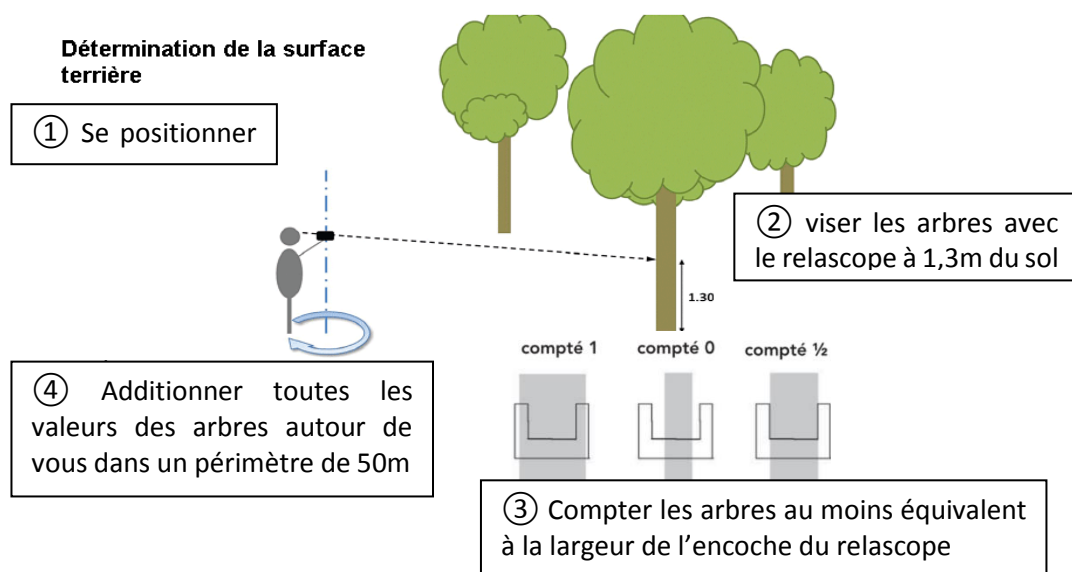 Détermination de la surface
terrière
① Se positionner
② viser les arbres avec
le relascope à 1,3m du sol
1.30
compté 1 compté 0 compté ½
④ Additionner toutes les
valeurs des arbres autour de
vous dans un périmètre de 50m
③ Compter les arbres au moins équivalent
à la largeur de l’encoche du relascope